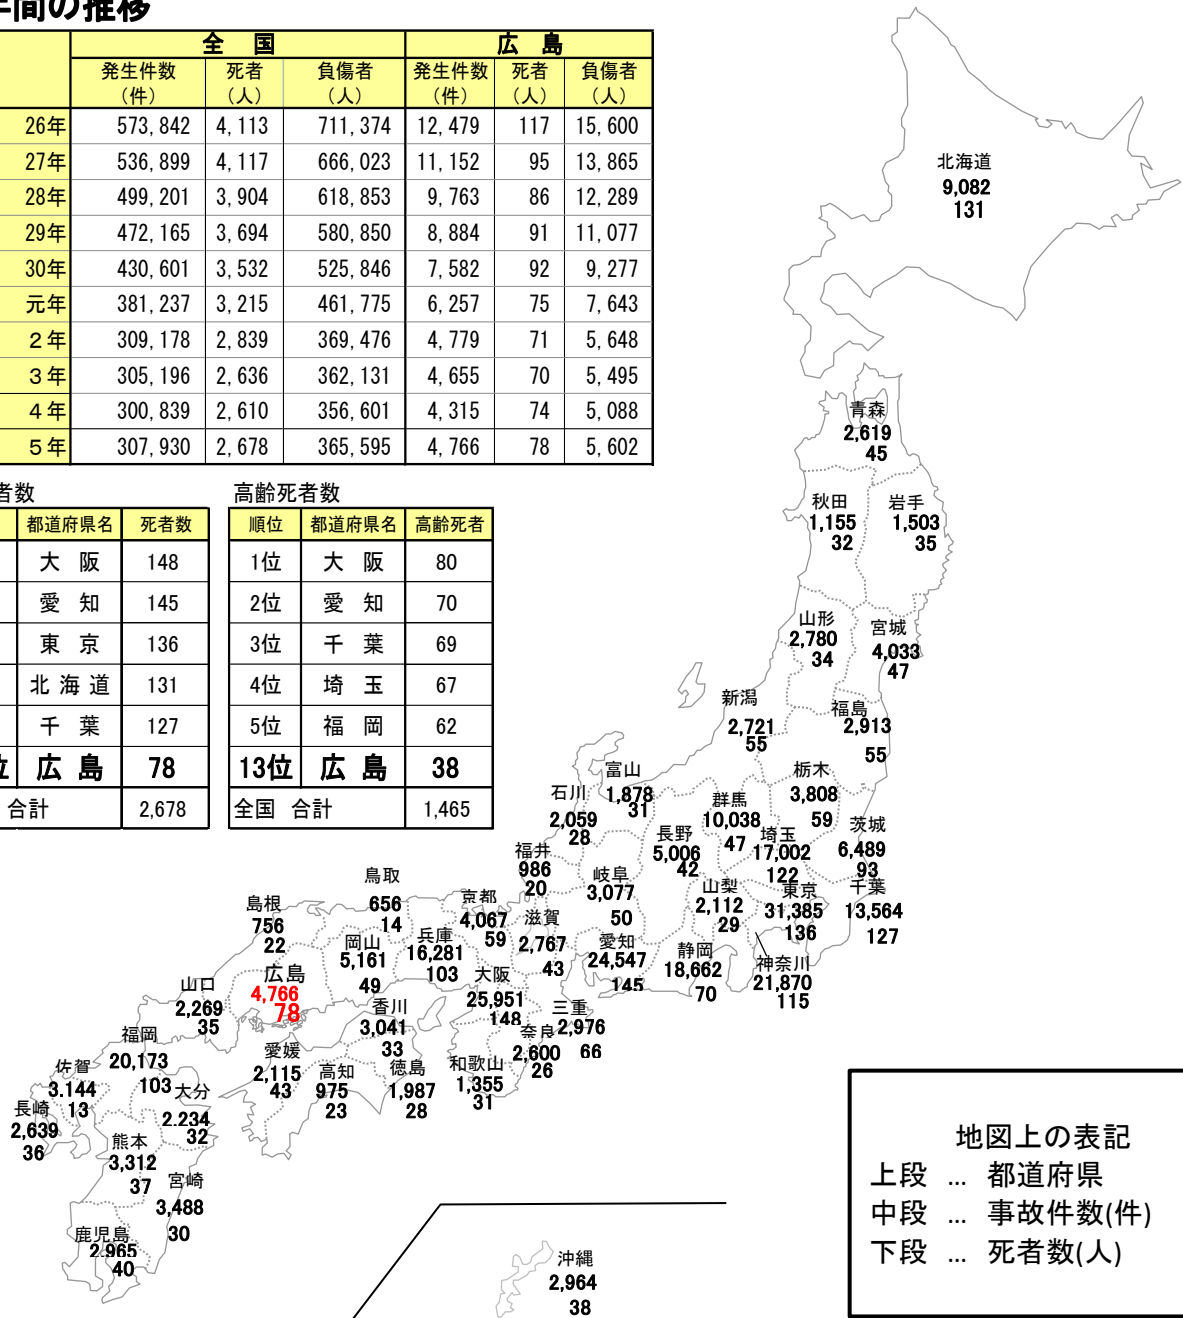 年間の推移
全 国 広 島
発生件数（件） 死者（人） 負傷者（人） 発生件数（件） 死者（人） 負傷者（人）
26年 573,842 4,113 711,374 12,479 117 15,600
27年 536,899 4,117 666,023 11,152 95 13,865
28年 499,201 3,904 618,853 9,763 86 12,289
29年 472,165 3,694 580,850 8,884 91 11,077
30年 430,601 3,532 525,846 7,582 92 9,277
元年 381,237 3,215 461,775 6,257 75 7,643
２年 309,178 2,839 369,476 4,779 71 5,648
３年 305,196 2,636 362,131 4,655 70 5,495
４年 300,839 2,610 356,601 4,315 74 5,088
５年 307,930 2,678 365,595 4,766 78 5,602
者数
都道府県名 死者数
大 阪 148
愛 知 145
東 京 136
北 海 道 131
千 葉 127
位 広 島 78
合計 2,678
高齢死者数
順位 都道府県名 高齢死者
1位 大 阪 80
2位 愛 知 70
3位 千 葉 69
4位 埼 玉 67
5位 福 岡 62
13位 広 島 38
全国 合計 1,465
北海道
9,082
131
青森
2,619
45
秋田
1,155
32
岩手
1,503
35
山形
2,780
34
宮城
4,033
47
新潟
2,721
55
福島
2,913
55
富山
1,878
31
石川
2,059
28
栃木
3,808
59
群馬
10,038
47
埼玉
17,002
122
茨城
6,489
93
長野
5,006
42
福井
986
20
岐阜
3,077
50
山梨
2,112
29
東京
31,385
136
千葉
13,564
127
鳥取
656
14
島根
756
22
京都
4,067
59
滋賀
2,767
43
岡山
5,161
49
兵庫
16,281
103
愛知
24,547
145
静岡
18,662
70
神奈川
21,870
115
広島
4,766
78
山口
2,269
35
大阪
25,951
148
香川
3,041
33
三重
2,976
66
奈良
2,600
26
福岡
20,173
103
愛媛
2,115
43
高知
975
23
徳島
1,987
28
和歌山
1,355
31
佐賀
3,144
13
大分
2,234
32
長崎
2,639
36
熊本
3,312
37
宮崎
3,488
30
鹿児島
2,965
40
沖縄
2,964
38
地図上の表記
上段 … 都道府県
中段 … 事故件数(件)
下段 … 死者数(人)